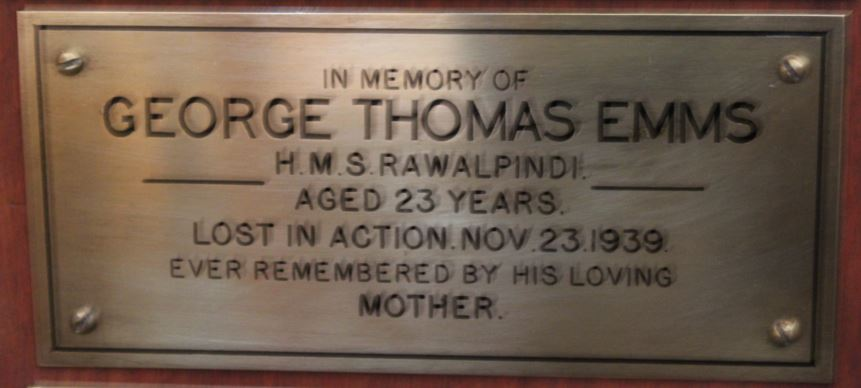 IN MEMORY OF
GEORGE THOMAS EMMS
H.M.S. RAWALPINDI.
AGED 23 YEARS.
LOST IN ACTION. NOV. 23. 1939.
EVER REMEMBERED BY HIS LOVING
MOTHER.